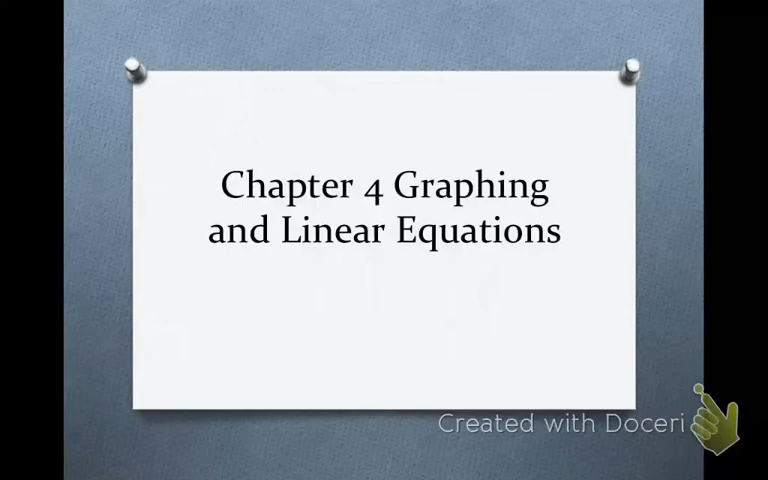 Chapter 4 Graphing
and Linear Equations
Created with Doceri